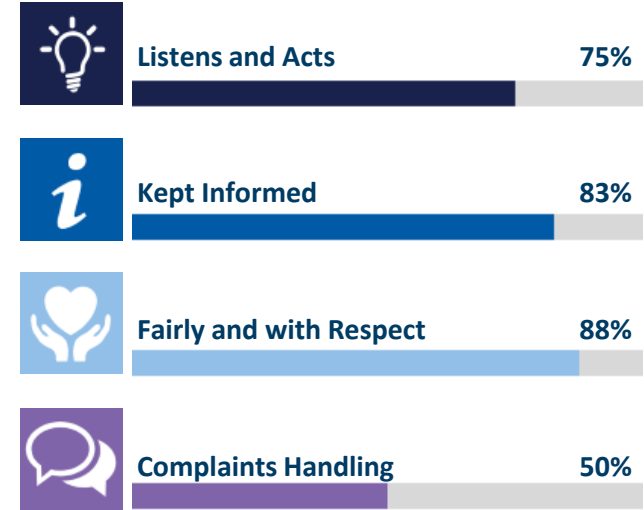 Listens and Acts 75%
Kept Informed 83%
Fairly and with Respect 88%
Complaints Handling 50%